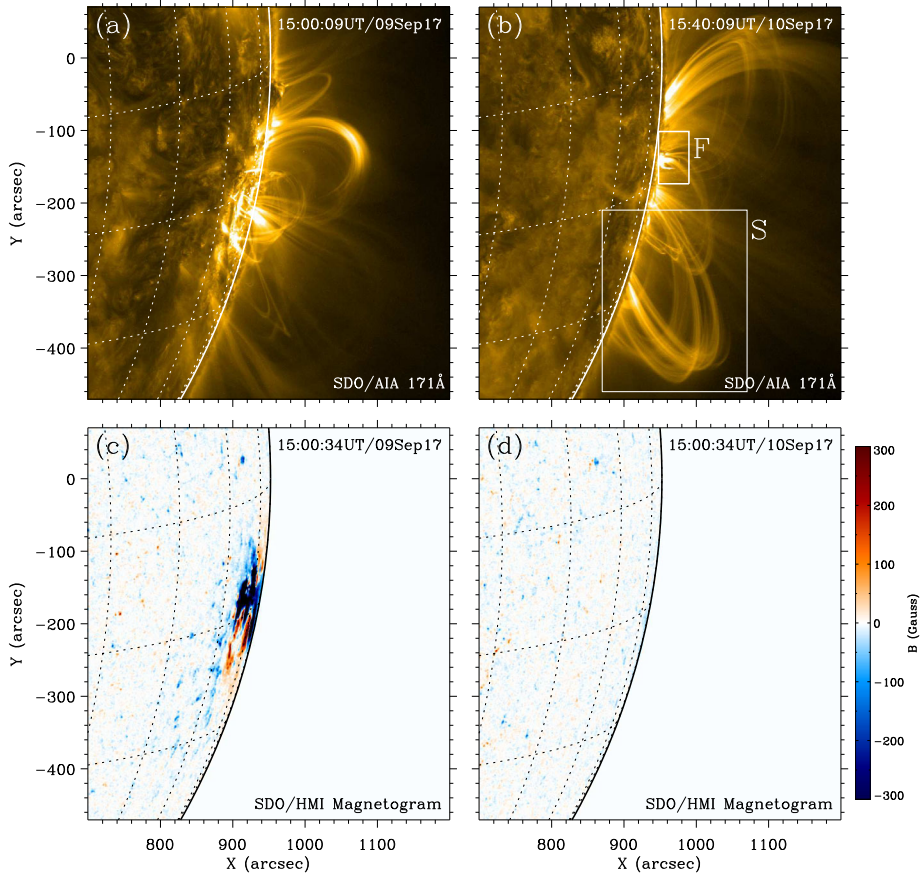 (a)
15:00:09UT/09Sep17
(b)
15:40:09UT/10Sep17
0
-100
-200
-300
-400
Y (arcsec)
F
S
SDO/AIA 171Å
SDO/AIA 171Å
(c)
15:00:34UT/09Sep17
(d)
15:00:34UT/10Sep17
0
-100
-200
-300
-400
Y (arcsec)
SDO/HMI Magnetogram
SDO/HMI Magnetogram
300
200
100
0
-100
-200
-300
B (Gauss)
800
900
1000
1100
X (arcsec)
800
900
1000
1100
X (arcsec)